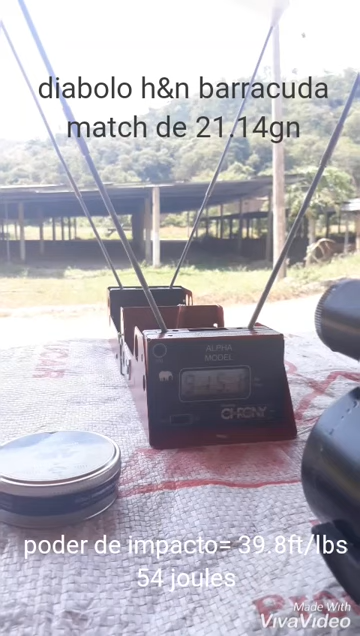 diabolo h&n barracuda
match de 21.14gn
ALPHA
MODEL
CHRONY
poder de impacto= 39.8ft/lbs
54 joules
Made With
VivaVideo